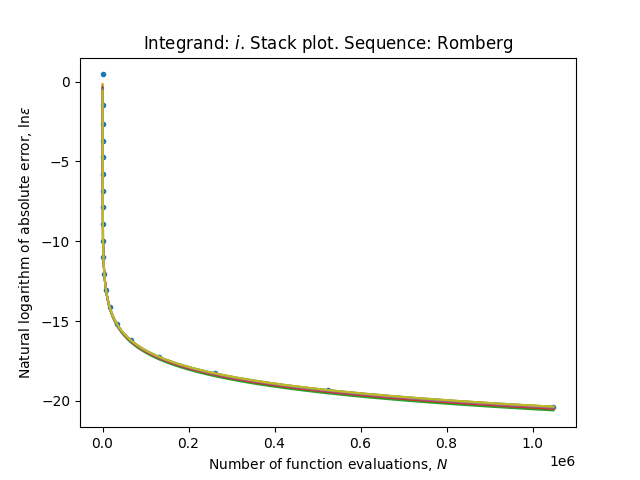 Integrand: i. Stack plot. Sequence: Romberg
Natural logarithm of absolute error, lnε
0
−5
−10
−15
−20
0.0
0.2
0.4
0.6
0.8
1.0
1e6
Number of function evaluations, N